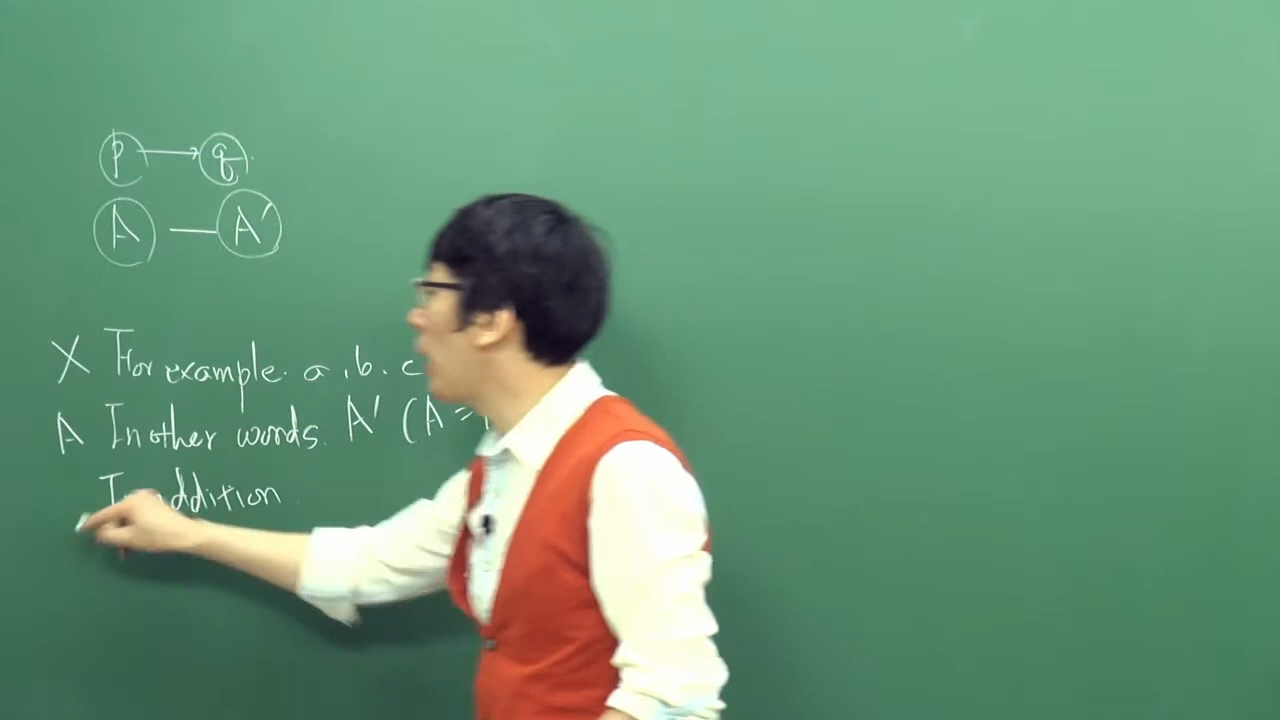 p → q
A — A'
X For example. a . b . c
A In other words. A' (A =
addition